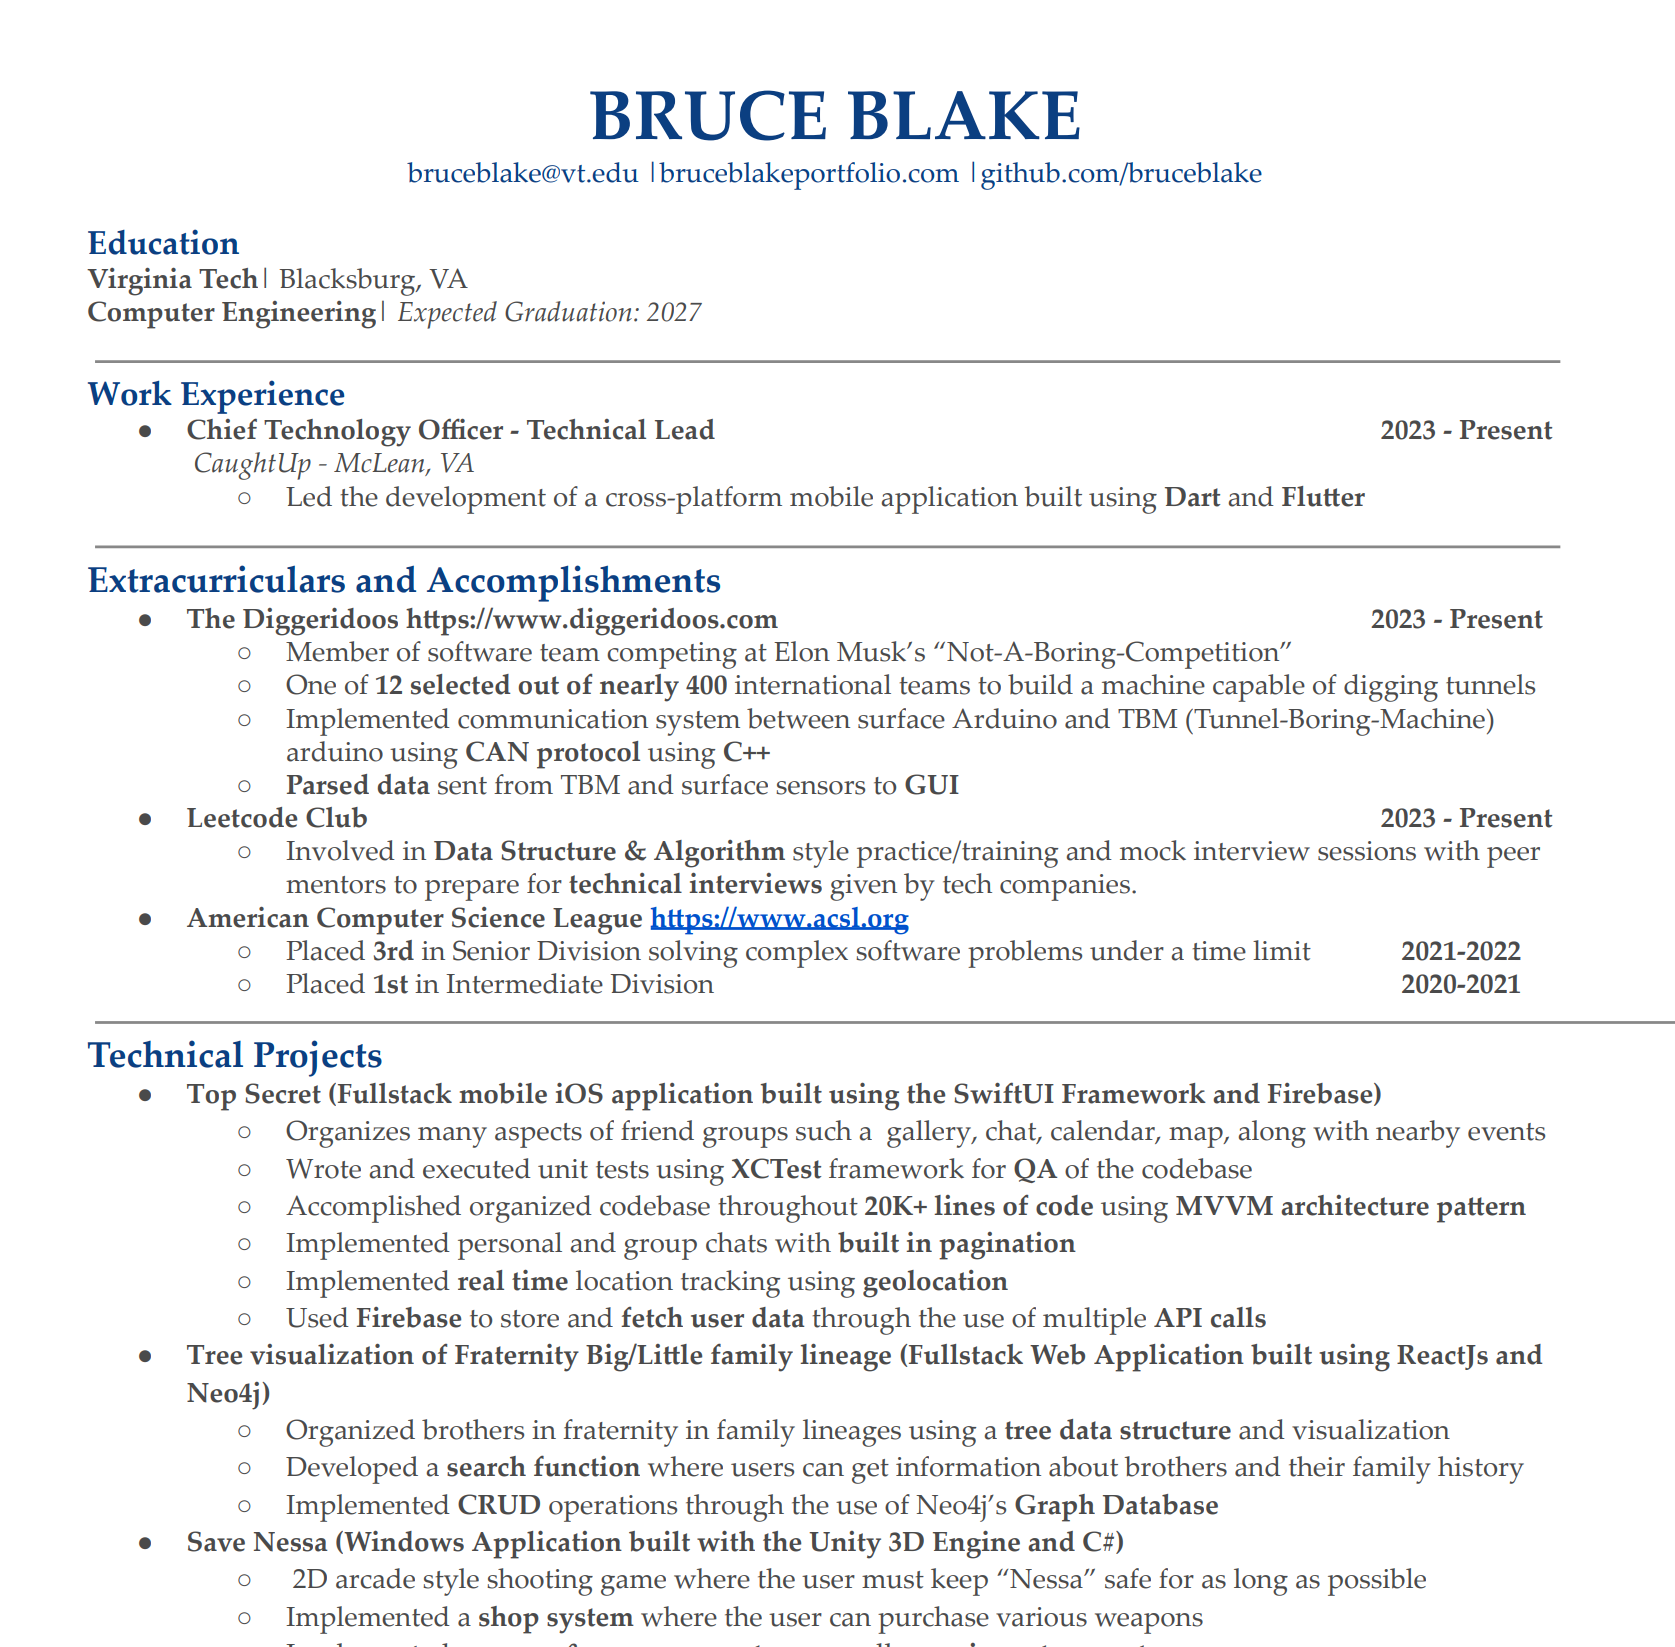 BRUCE BLAKE
bruceblake@vt.edu |bruceblakeportfolio.com |github.com/bruceblake
Education
Virginia Tech| Blacksburg, VA
Computer Engineering| Expected Graduation: 2027
Work Experience
● Chief Technology Officer - Technical Lead 2023 - Present
CaughtUp - McLean, VA
○ Led the development of a cross-platform mobile application built using Dart and Flutter
Extracurriculars and Accomplishments
● The Diggeridoos https://www.diggeridoos.com 2023 - Present
○ Member of software team competing at Elon Musk's “Not-A-Boring-Competition”
○ One of 12 selected out of nearly 400 international teams to build a machine capable of digging tunnels
○ Implemented communication system between surface Arduino and TBM (Tunnel-Boring-Machine)
arduino using CAN protocol using C++
○ Parsed data sent from TBM and surface sensors to GUI
● Leetcode Club 2023 - Present
○ Involved in Data Structure & Algorithm style practice/training and mock interview sessions with peer
mentors to prepare for technical interviews given by tech companies.
● American Computer Science League https://www.acsl.org
○ Placed 3rd in Senior Division solving complex software problems under a time limit 2021-2022
○ Placed 1st in Intermediate Division 2020-2021
Technical Projects
● Top Secret (Fullstack mobile iOS application built using the SwiftUI Framework and Firebase)
○ Organizes many aspects of friend groups such a gallery, chat, calendar, map, along with nearby events
○ Wrote and executed unit tests using XCTest framework for QA of the codebase
○ Accomplished organized codebase throughout 20K+ lines of code using MVVM architecture pattern
○ Implemented personal and group chats with built in pagination
○ Implemented real time location tracking using geolocation
○ Used Firebase to store and fetch user data through the use of multiple API calls
● Tree visualization of Fraternity Big/Little family lineage (Fullstack Web Application built using ReactJs and
Neo4j)
○ Organized brothers in fraternity in family lineages using a tree data structure and visualization
○ Developed a search function where users can get information about brothers and their family history
○ Implemented CRUD operations through the use of Neo4j's Graph Database
● Save Nessa (Windows Application built with the Unity 3D Engine and C#)
○ 2D arcade style shooting game where the user must keep “Nessa” safe for as long as possible
○ Implemented a shop system where the user can purchase various weapons